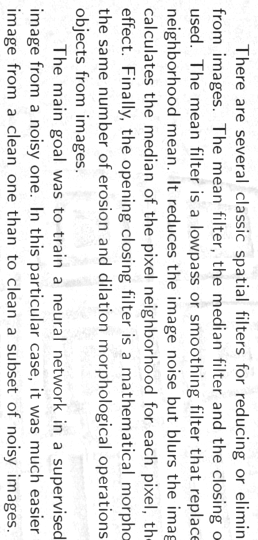 There are several classic spatial filters for reducing or elimin
from images. The mean filter, the median filter and the closing o
used. The mean filter is a lowpass or smoothing filter that replace
neighborhood mean. It reduces the image noise but blurs the imag
calculates the median of the pixel neighborhood for each pixel, the
effect. Finally, the opening closing filter is a mathematical morpho
the same number of erosion and dilation morphological operations
objects from images.
The main goal was to train a neural network in a supervised
image from a noisy one. In this particular case, it was much easier
image from a clean one than to clean a subset of noisy images.